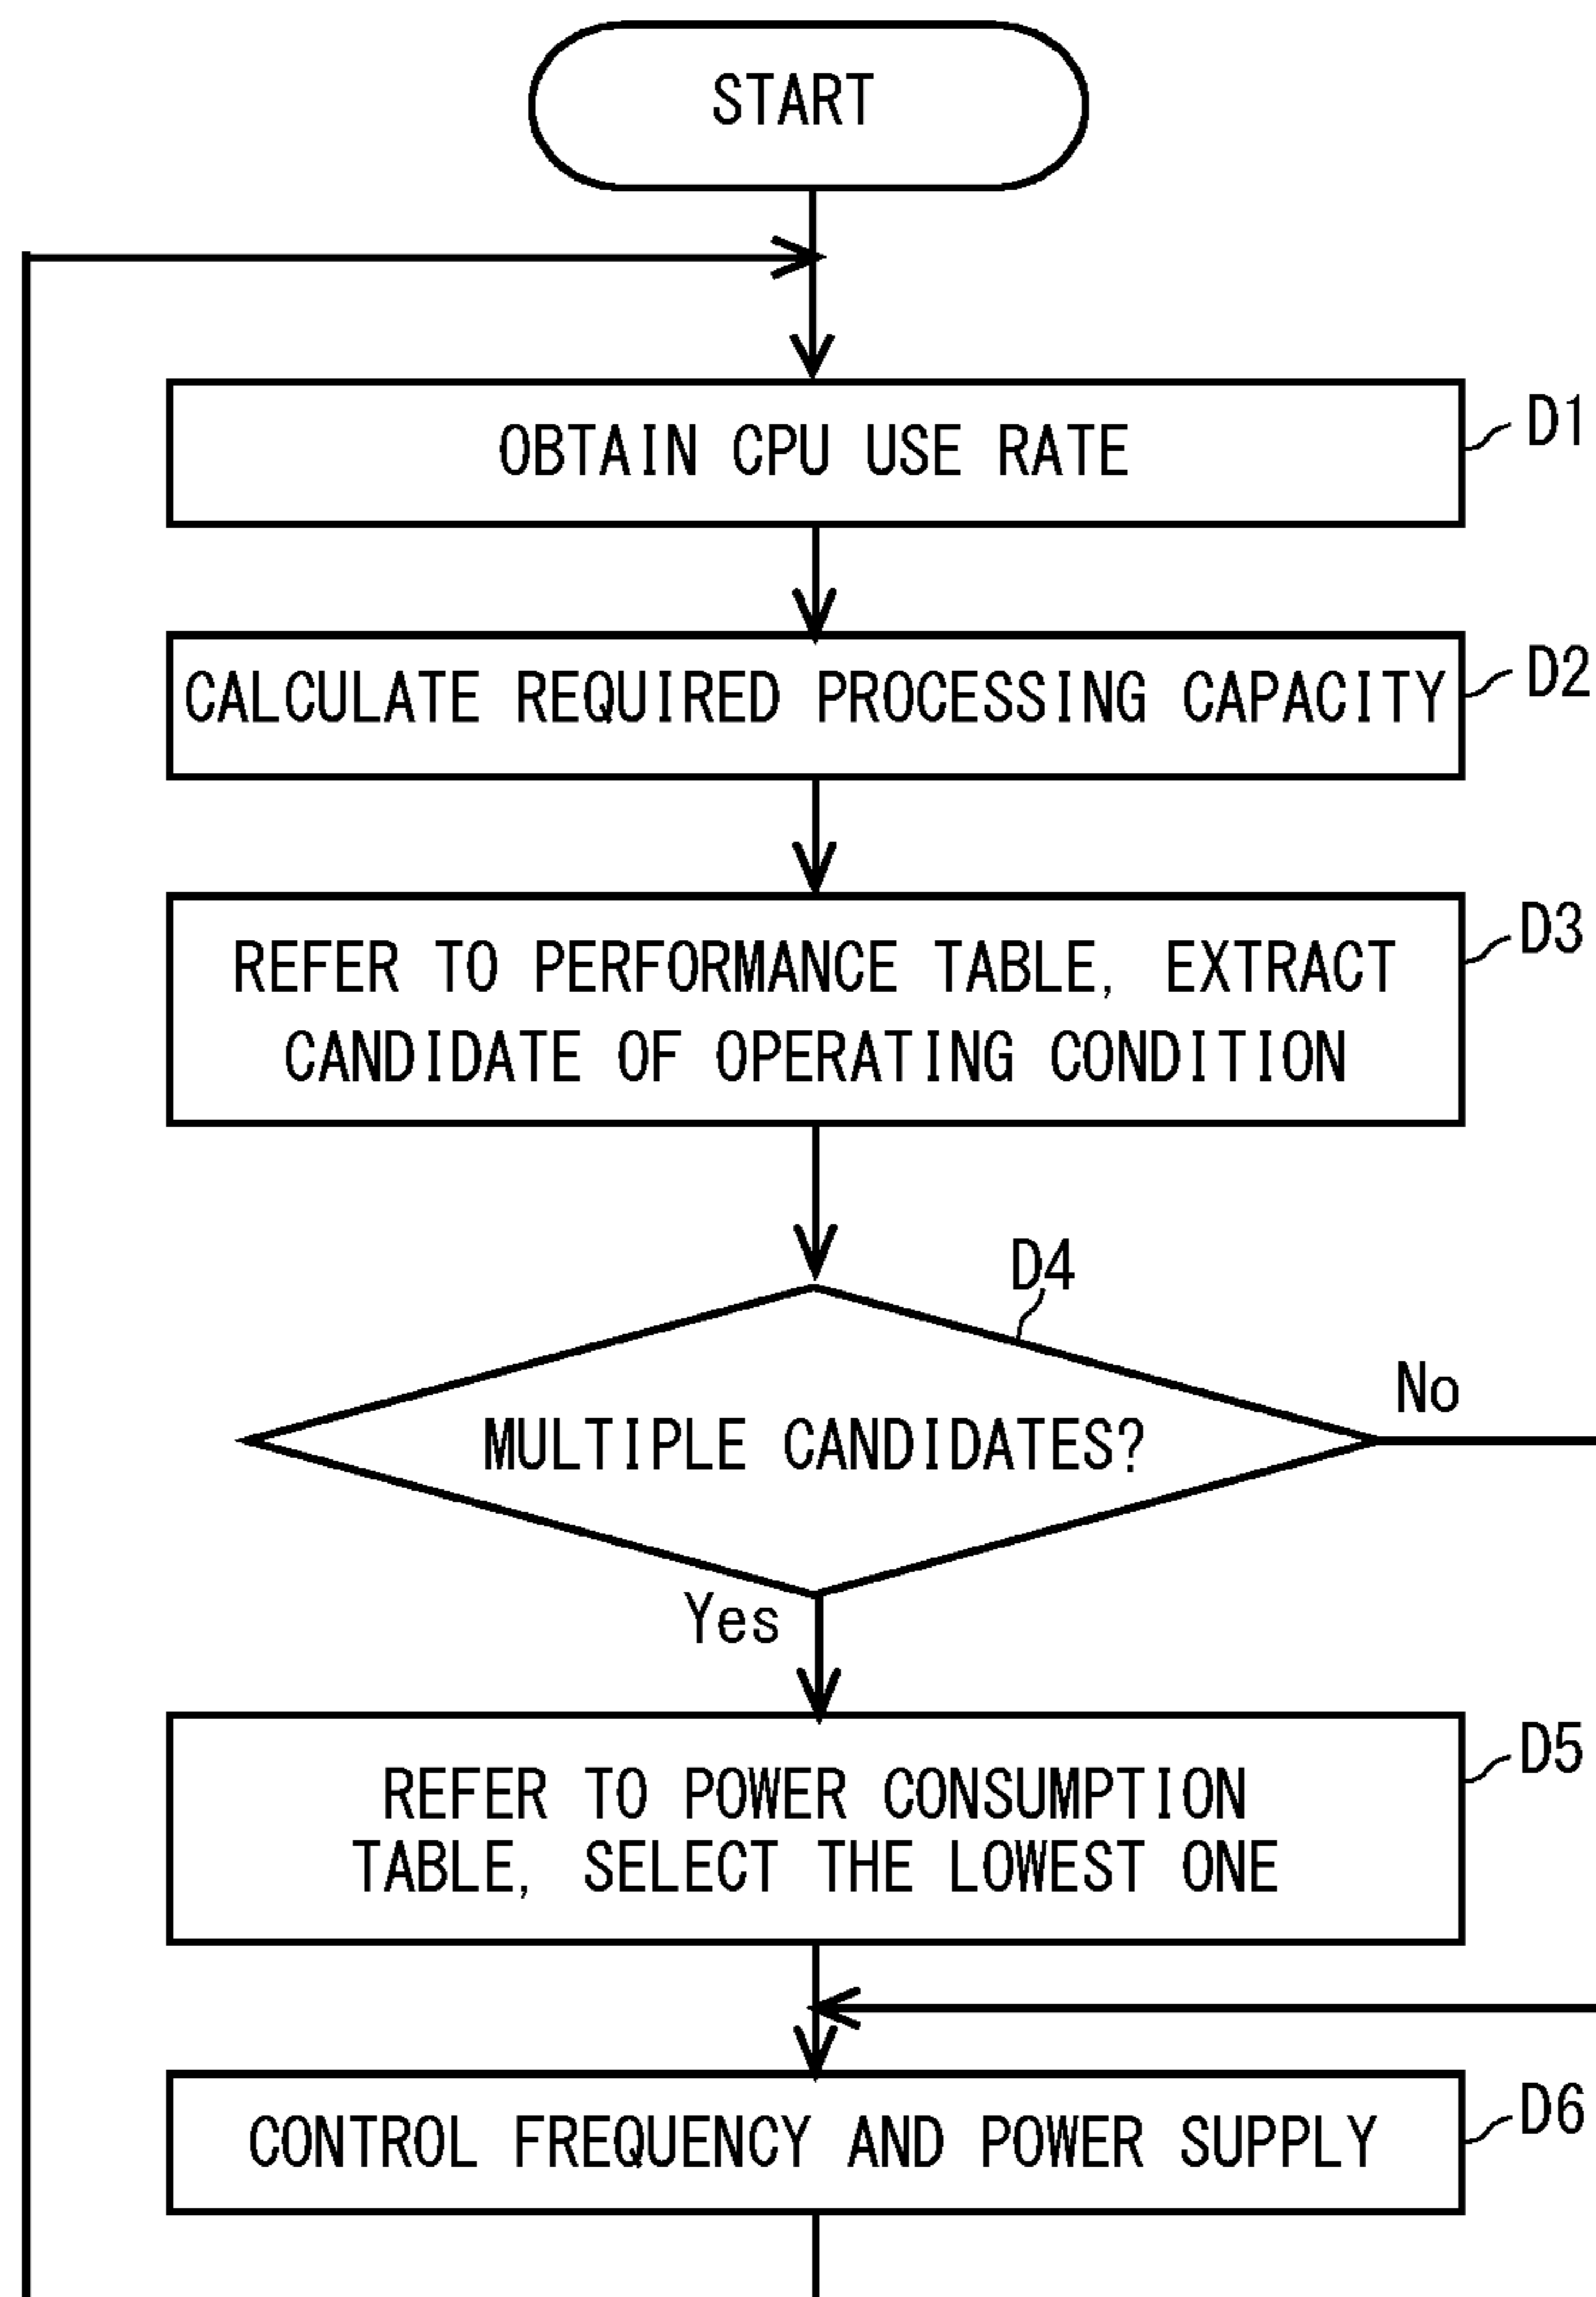 START
OBTAIN CPU USE RATE
D1
CALCULATE REQUIRED PROCESSING CAPACITY
D2
REFER TO PERFORMANCE TABLE, EXTRACT
CANDIDATE OF OPERATING CONDITION
D3
D4
MULTIPLE CANDIDATES?
No
Yes
REFER TO POWER CONSUMPTION
TABLE, SELECT THE LOWEST ONE
D5
CONTROL FREQUENCY AND POWER SUPPLY
D6